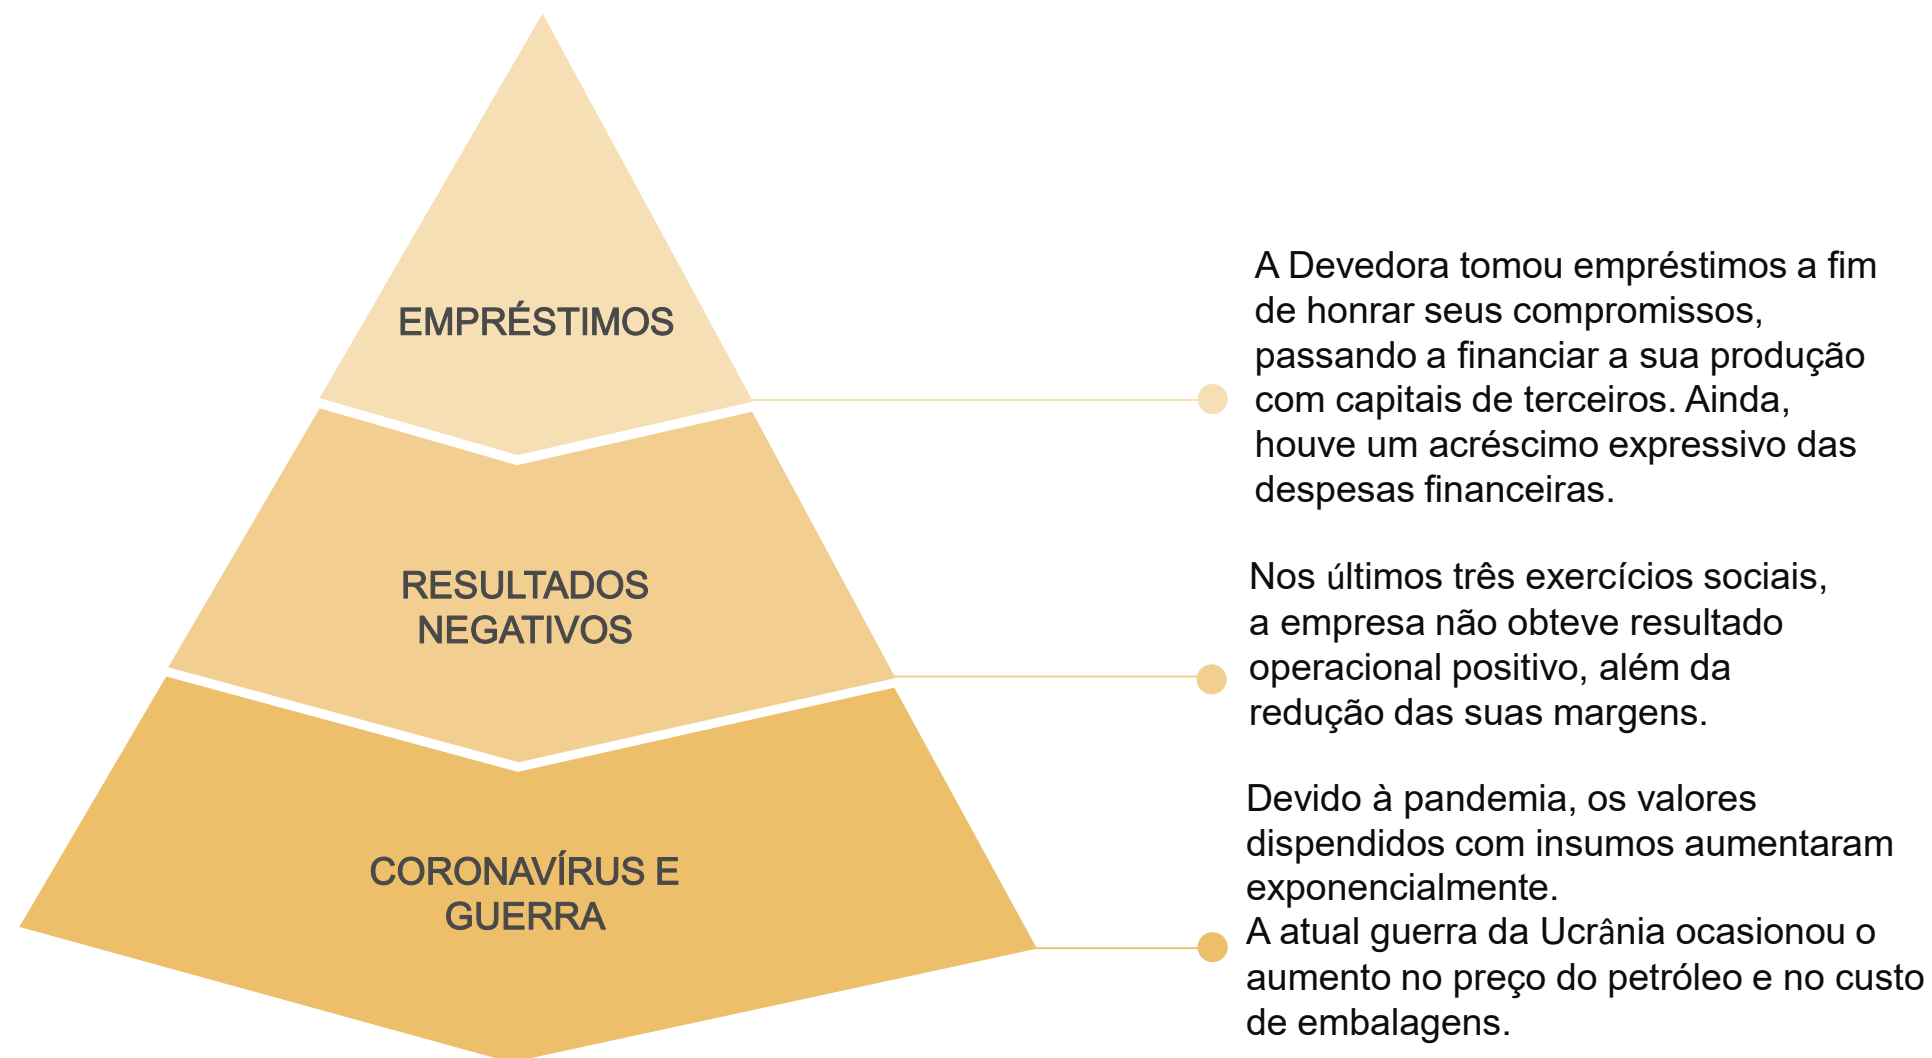 EMPRÉSTIMOS
A Devedora tomou empréstimos a fim
de honrar seus compromissos,
passando a financiar a sua produção
com capitais de terceiros. Ainda,
houve um acréscimo expressivo das
despesas financeiras.
RESULTADOS
NEGATIVOS
Nos últimos três exercícios sociais,
a empresa não obteve resultado
operacional positivo, além da
redução das suas margens.
CORONAVÍRUS E
GUERRA
Devido à pandemia, os valores
dispendidos com insumos aumentaram
exponencialmente.
A atual guerra da Ucrânia ocasionou o
aumento no preço do petróleo e no custo
de embalagens.